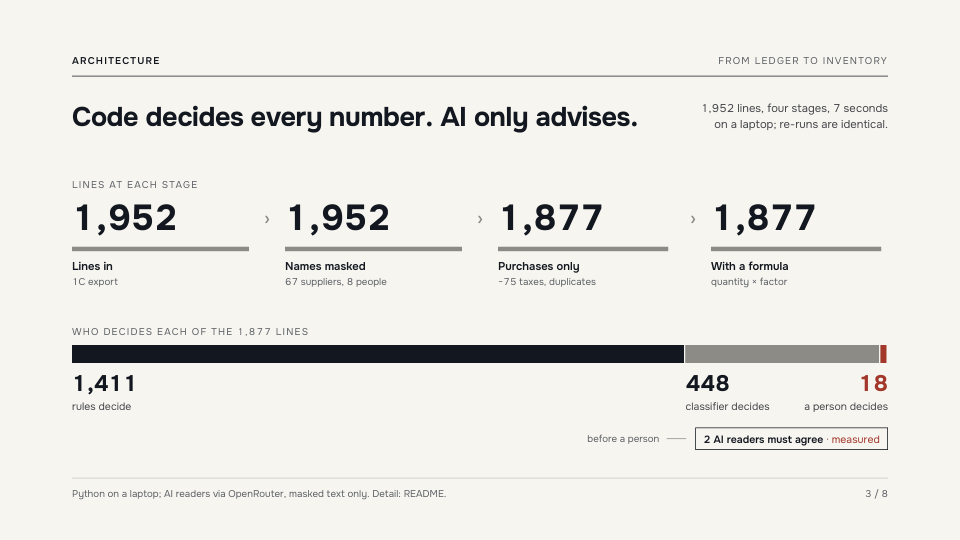 ARCHITECTURE
FROM LEDGER TO INVENTORY
Code decides every number. AI only advises.
1,952 lines, four stages, 7 seconds
on a laptop; re-runs are identical.
LINES AT EACH STAGE
1,952 › 1,952 › 1,877 › 1,877
Lines in
1C export
Names masked
67 suppliers, 8 people
Purchases only
−75 taxes, duplicates
With a formula
quantity × factor
WHO DECIDES EACH OF THE 1,877 LINES
1,411
rules decide
448
classifier decides
18
a person decides
before a person
2 AI readers must agree · measured
Python on a laptop; AI readers via OpenRouter, masked text only. Detail: README.
3 / 8